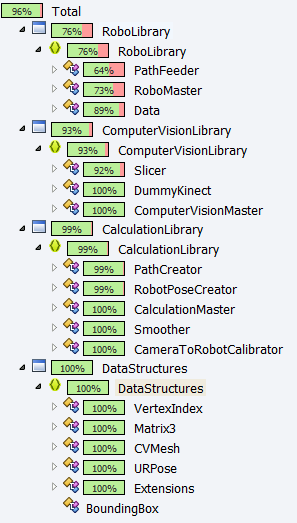 96% Total
76% RoboLibrary
76% RoboLibrary
64% PathFeeder
73% RoboMaster
89% Data
93% ComputerVisionLibrary
93% ComputerVisionLibrary
92% Slicer
100% DummyKinect
100% ComputerVisionMaster
99% CalculationLibrary
99% CalculationLibrary
99% PathCreator
99% RobotPoseCreator
100% CalculationMaster
100% Smoother
100% CameraToRobotCalibrator
100% DataStructures
100% DataStructures
100% VertexIndex
100% Matrix3
100% CVMesh
100% URPose
100% Extensions
BoundingBox